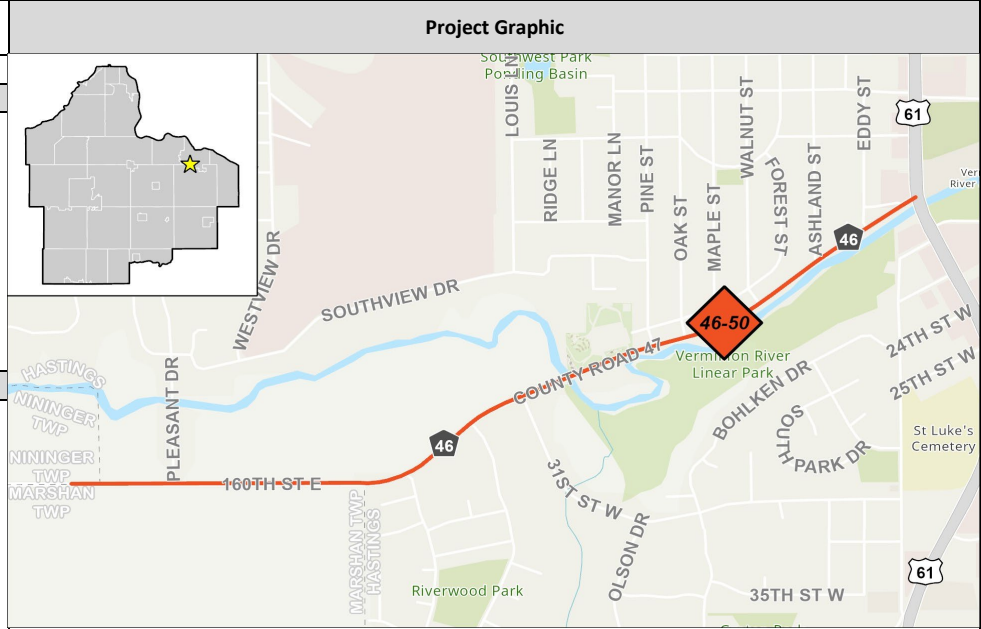 Project Graphic
Southwest Park
Ponding Basin
LOUIS LN
RIDGE LN
MANOR LN
PINE ST
OAK ST
MAPLE ST
WALNUT ST
FOREST ST
ASHLAND ST
EDDY ST
61
Ver
River
46
WESTVIEW DR
SOUTHVIEW DR
46-50
COUNTY ROAD 47
Vermillion River
Linear Park
24TH ST W
25TH ST W
BOHLKEN DR
SOUTH
PARK DR
St Luke's
Cemetery
HASTINGS
NININGER
TWP
PLEASANT DR
46
NININGER
TWP
MARSHAN
TWP
160TH ST E
MARSHAN TWP
HASTINGS
31ST ST W
OLSON DR
Riverwood Park
35TH ST W
61